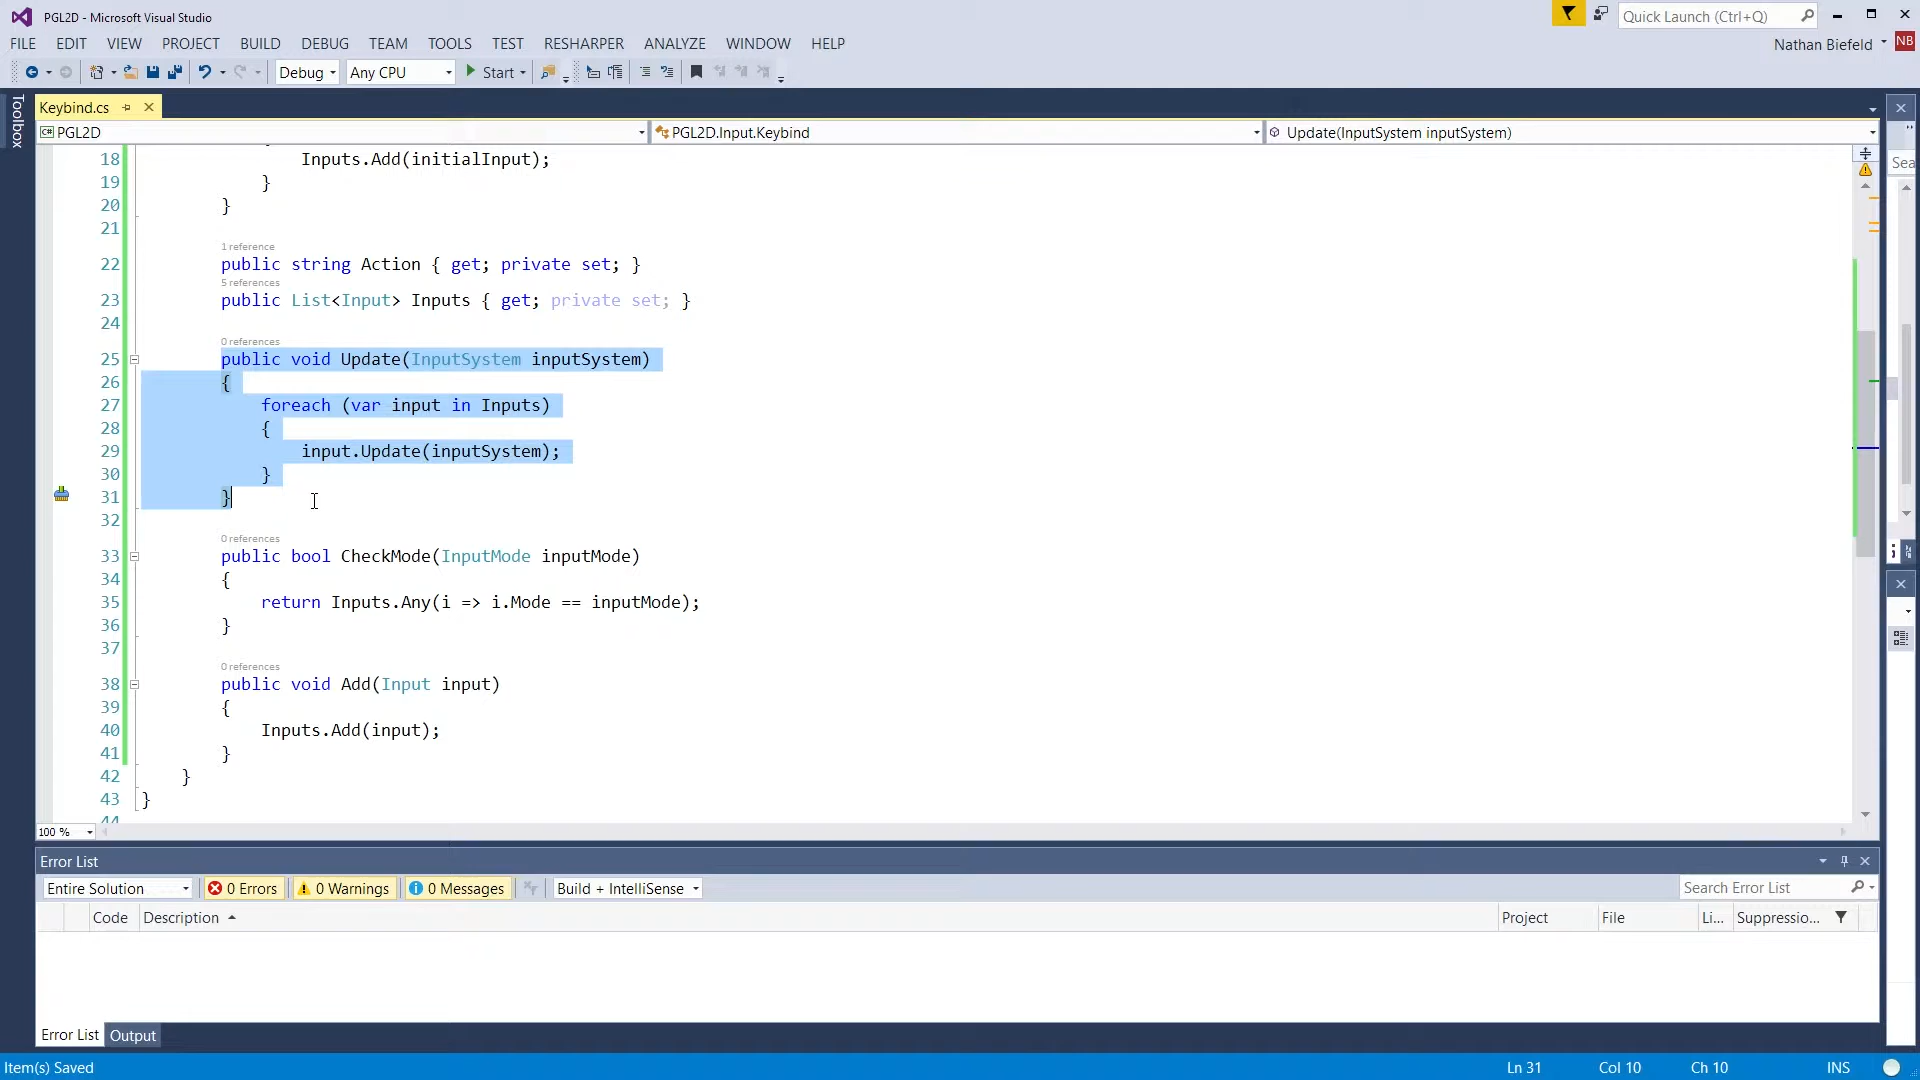 PGL2D - Microsoft Visual Studio
Quick Launch (Ctrl+Q)
FILE EDIT VIEW PROJECT BUILD DEBUG TEAM TOOLS TEST RESHARPER ANALYZE WINDOW HELP
Nathan Biefeld NB
Debug Any CPU Start
Toolbox
Keybind.cs
PGL2D PGL2D.Input.Keybind Update(InputSystem inputSystem)
Sea
18 Inputs.Add(initialInput);
19 }
20 }
21
1 reference
22 public string Action { get; private set; }
5 references
23 public List<Input> Inputs { get; private set; }
24
0 references
25 public void Update(InputSystem inputSystem)
26 {
27 foreach (var input in Inputs)
28 {
29 input.Update(inputSystem);
30 }
31 }
32
0 references
33 public bool CheckMode(InputMode inputMode)
34 {
35 return Inputs.Any(i => i.Mode == inputMode);
36 }
37
0 references
38 public void Add(Input input)
39 {
40 Inputs.Add(input);
41 }
42 }
43 }
44
100 %
Error List
Entire Solution 0 Errors 0 Warnings 0 Messages Build + IntelliSense Search Error List
Code Description Project File Li... Suppressio...
Error List Output
Item(s) Saved Ln 31 Col 10 Ch 10 INS